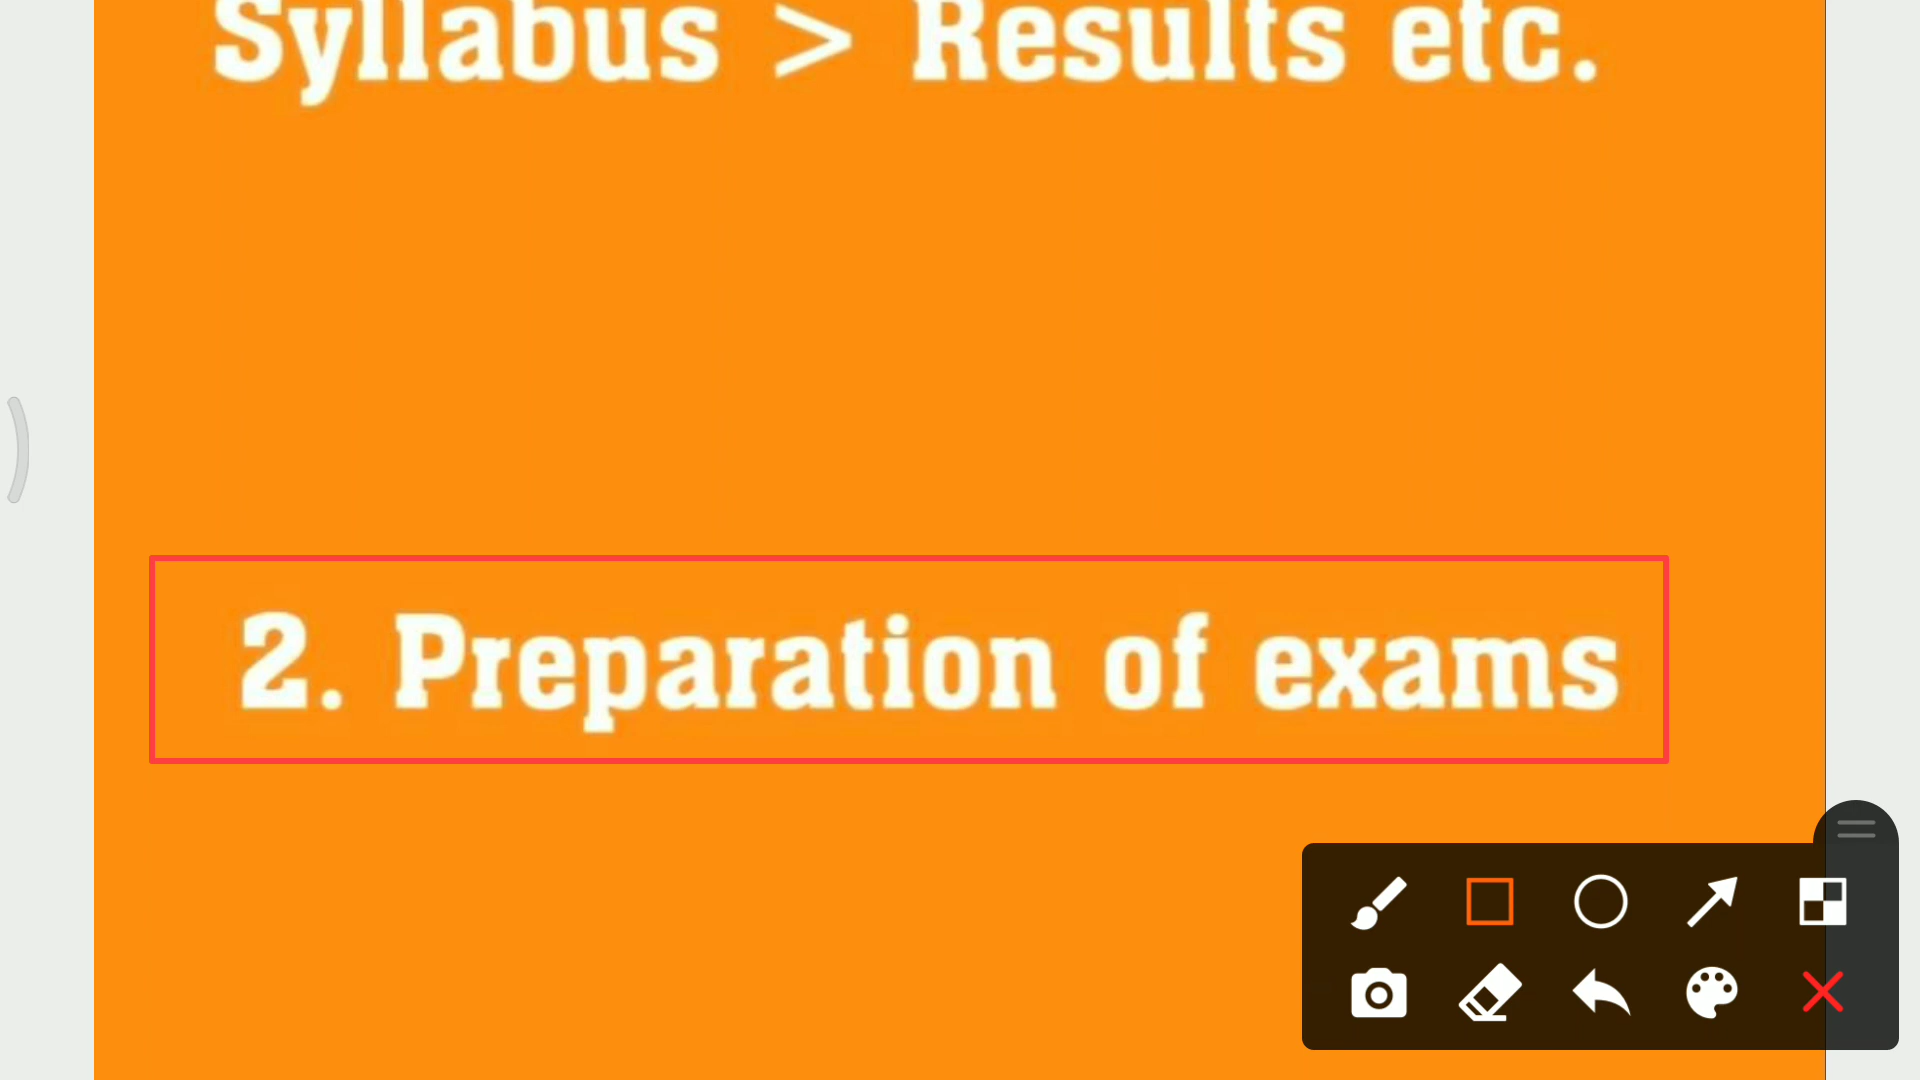 Syllabus > Results etc.
2. Preparation of exams